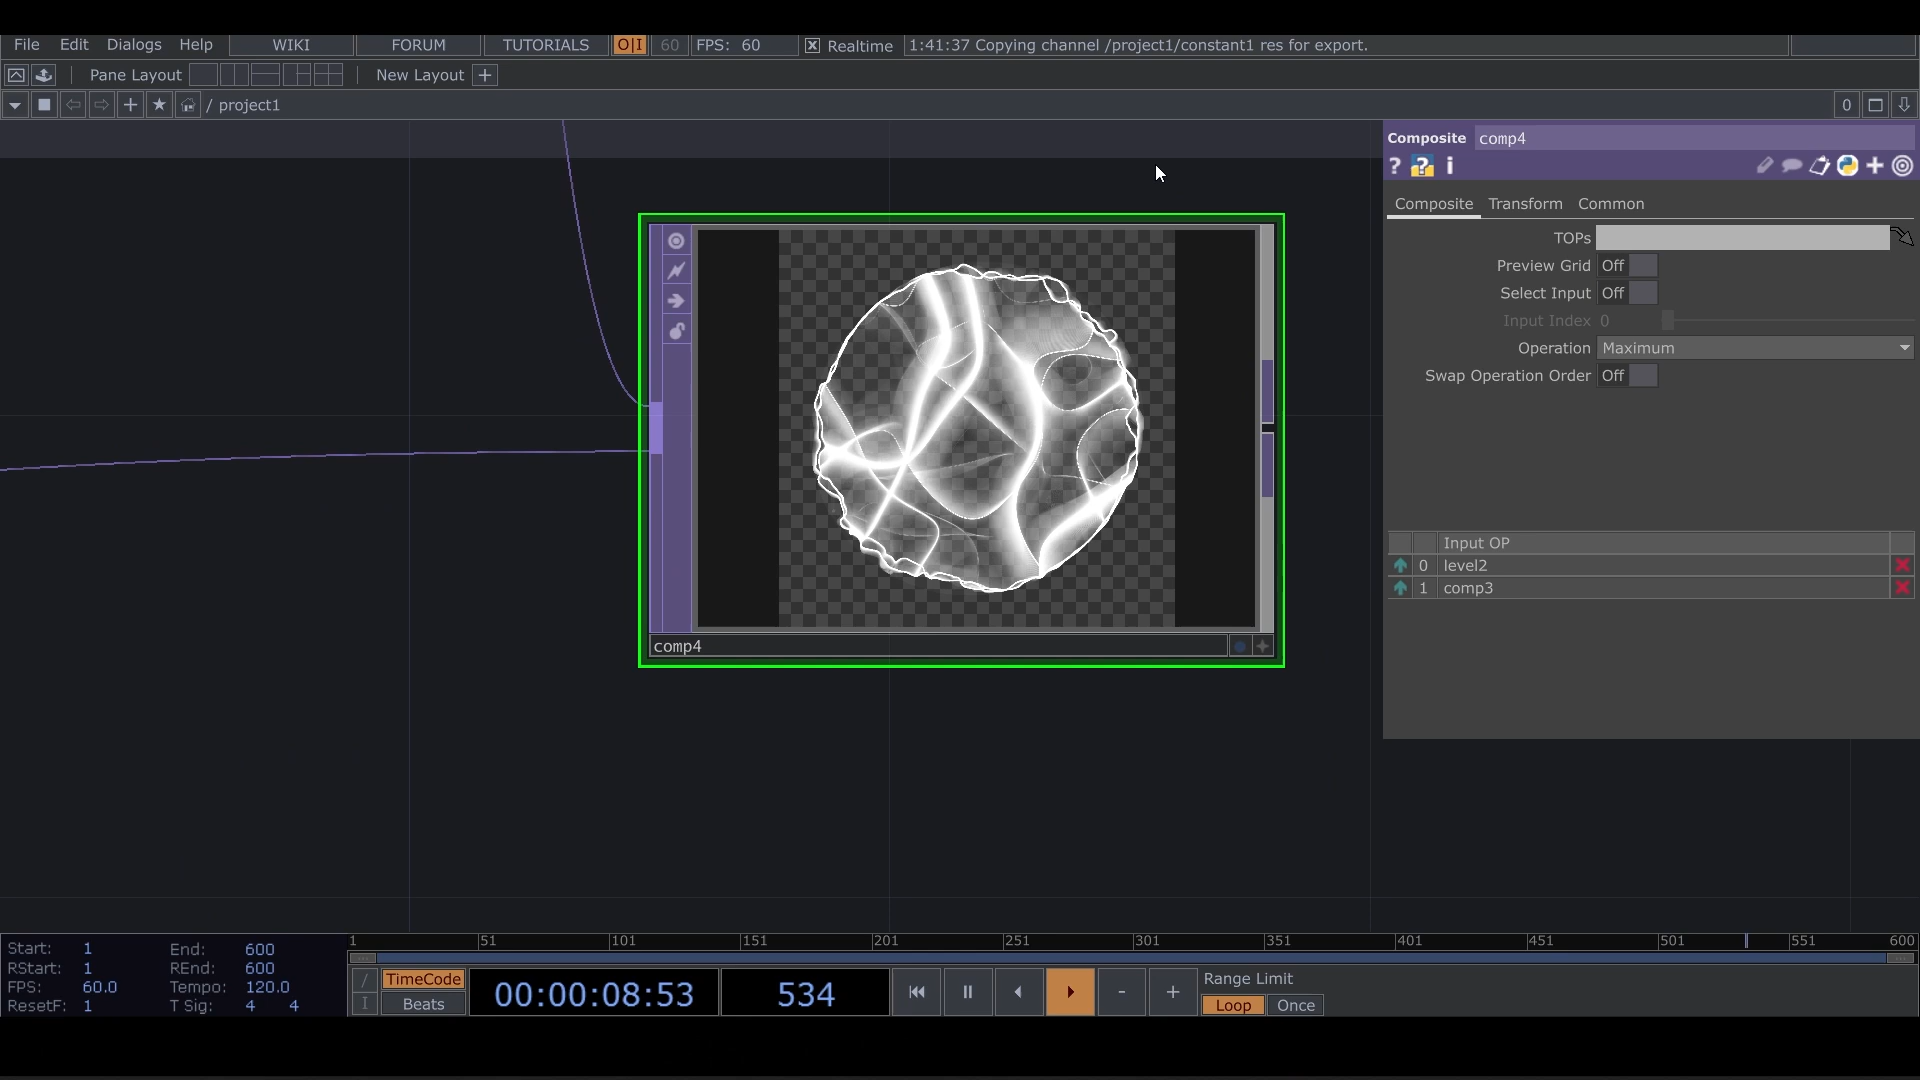 File Edit Dialogs Help WIKI FORUM TUTORIALS O|I 60 FPS: 60 Realtime 1:41:37 Copying channel /project1/constant1 res for export.
Pane Layout New Layout +
/ project1 0
Composite comp4
? ? i
Composite Transform Common
TOPs
Preview Grid Off
Select Input Off
Input Index 0
Operation Maximum
Swap Operation Order Off
Input OP
0 level2
1 comp3
comp4
1 51 101 151 201 251 301 351 401 451 501 551 600
Start: 1 End: 600
RStart: 1 REnd: 600
FPS: 60.0 Tempo: 120.0
ResetF: 1 T Sig: 4 4
/ TimeCode
I Beats
00:00:08:53 534 - +
Range Limit
Loop Once